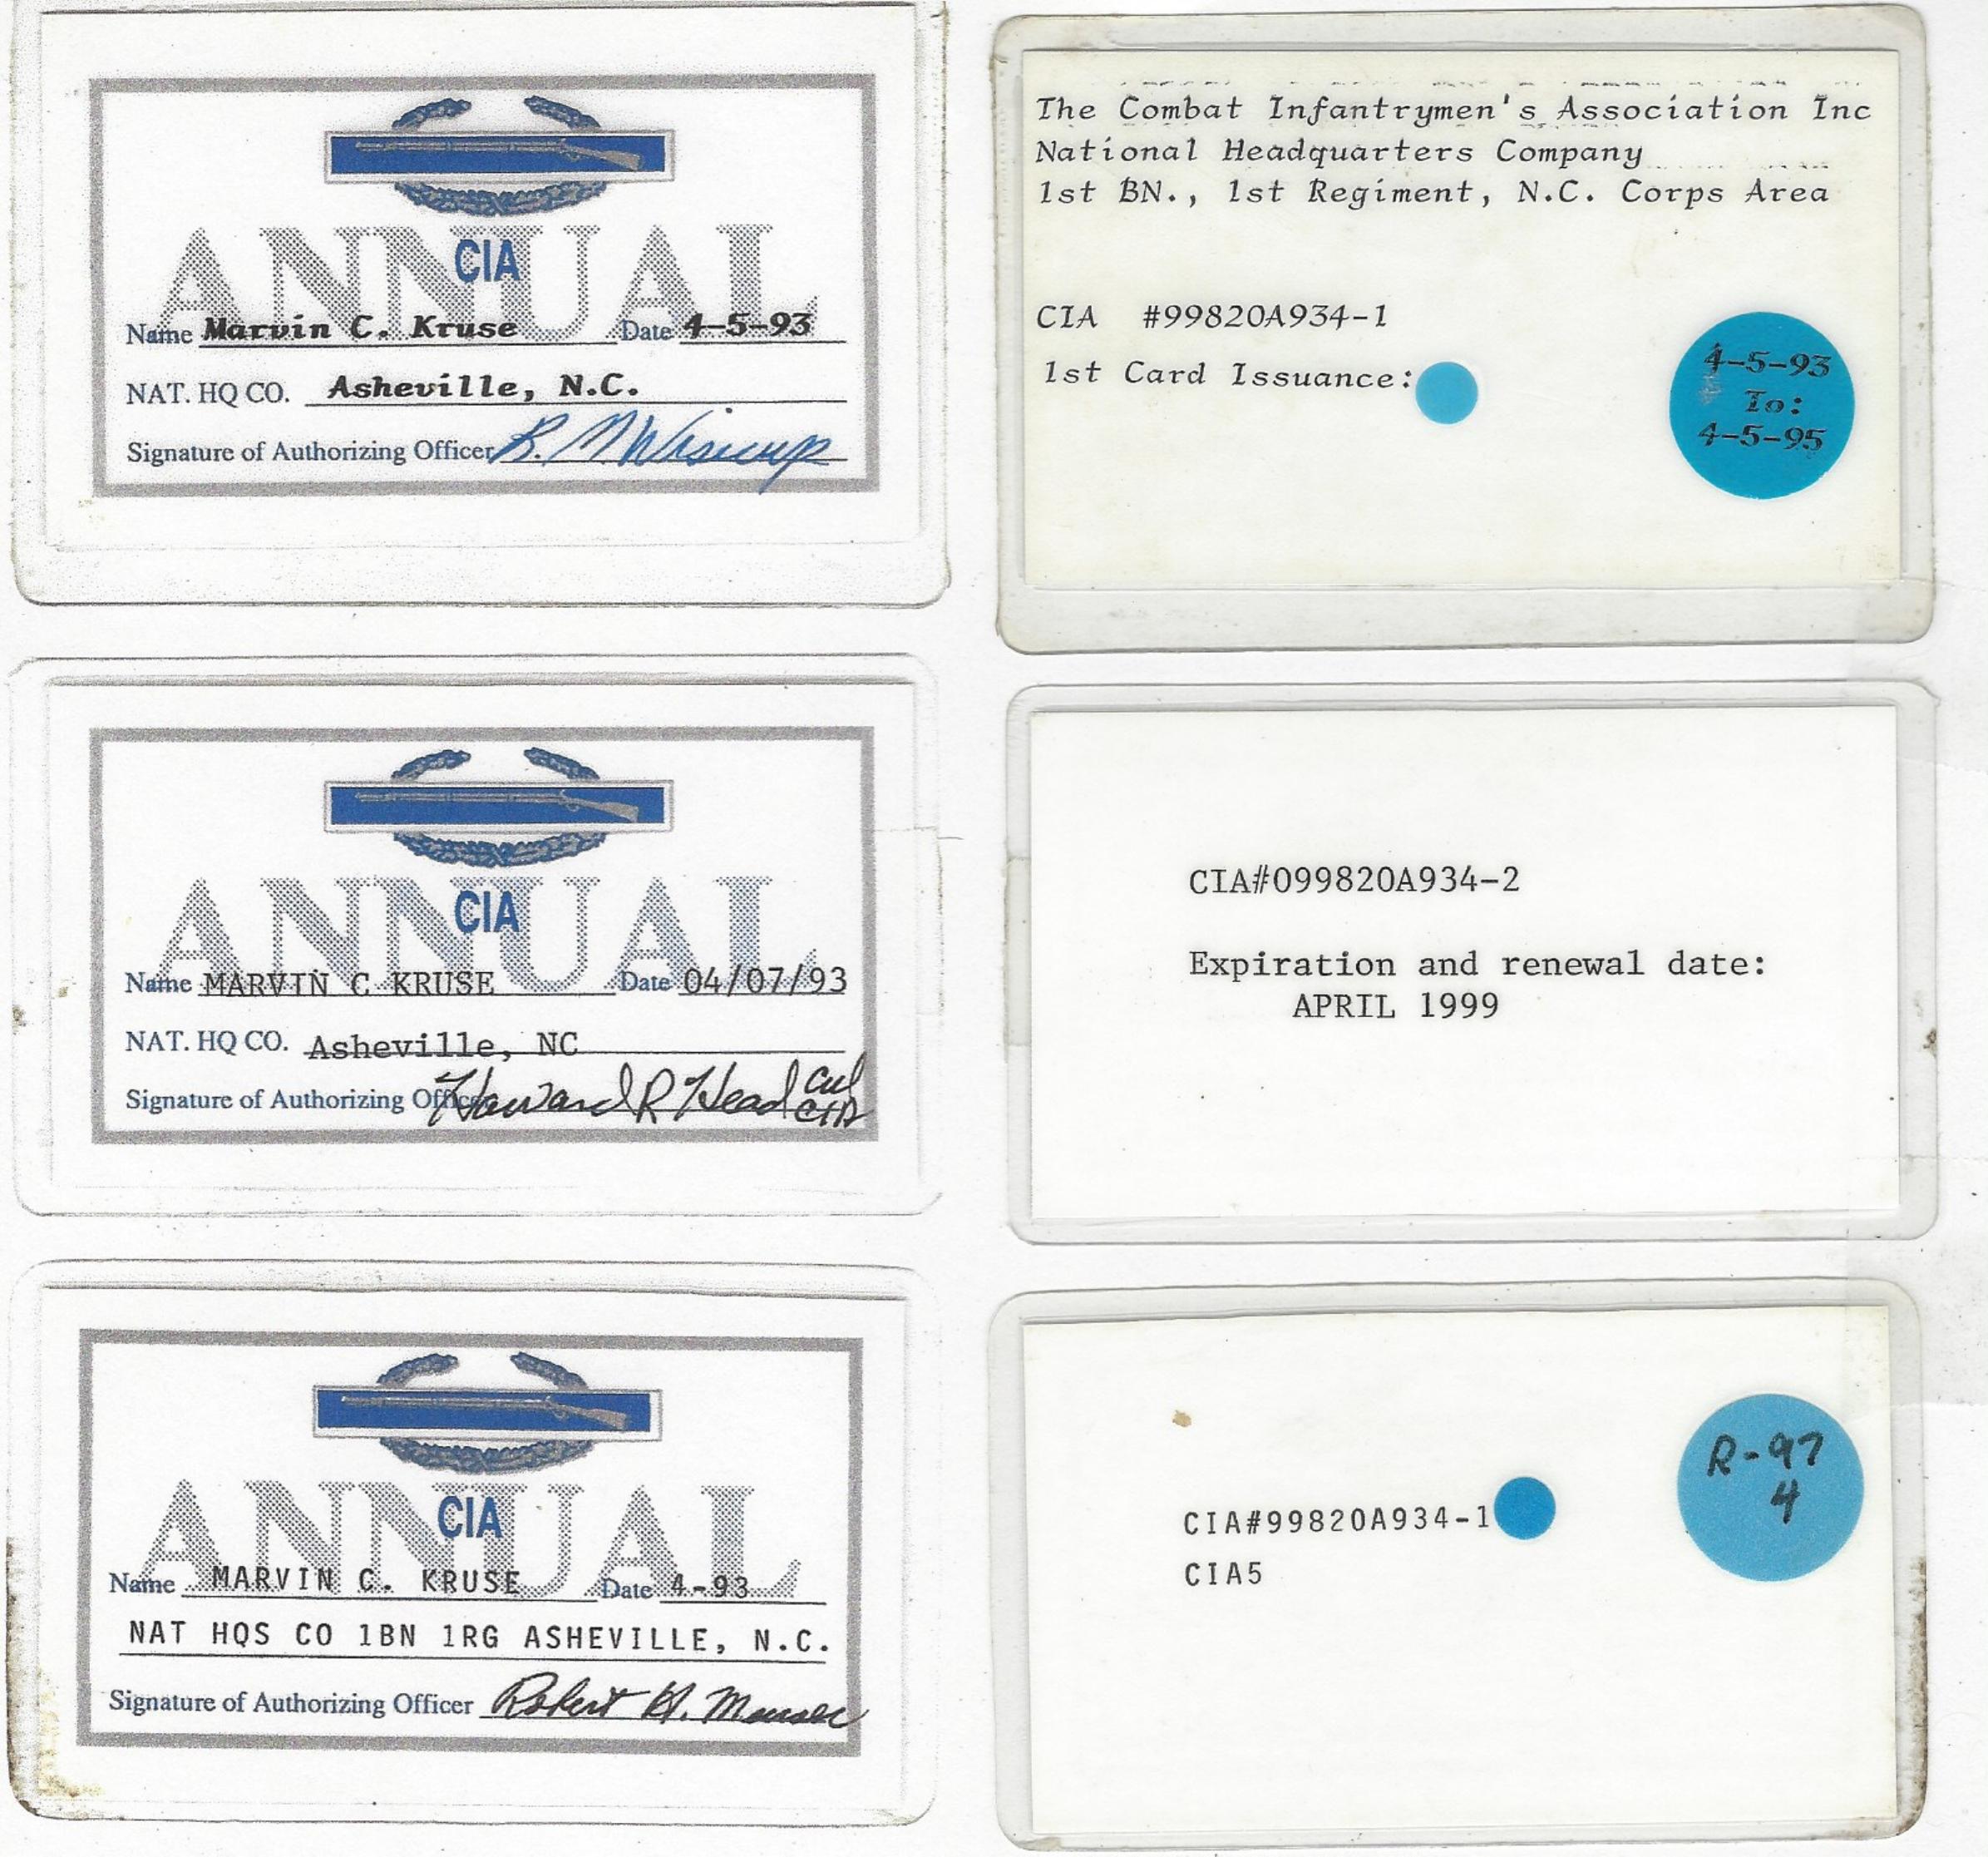 ANNUAL
CIA
Name Marvin C. Kruse Date 4-5-93
NAT. HQ CO. Asheville, N.C.
Signature of Authorizing Officer R. M.
The Combat Infantrymen's Association Inc
National Headquarters Company
1st BN., 1st Regiment, N.C. Corps Area
CIA #99820A934-1
1st Card Issuance:
4-5-93
To:
4-5-95
ANNUAL
CIA
Name MARVIN C KRUSE Date 04/07/93
NAT. HQ CO. Asheville, NC
Signature of Authorizing Officer Howard R Head
CIA
CIA#099820A934-2
Expiration and renewal date:
APRIL 1999
ANNUAL
CIA
Name MARVIN C. KRUSE Date 4-93
NAT HQS CO 1BN 1RG ASHEVILLE, N.C.
Signature of Authorizing Officer Robert H.
R-97
4
CIA#99820A934-1
CIA5